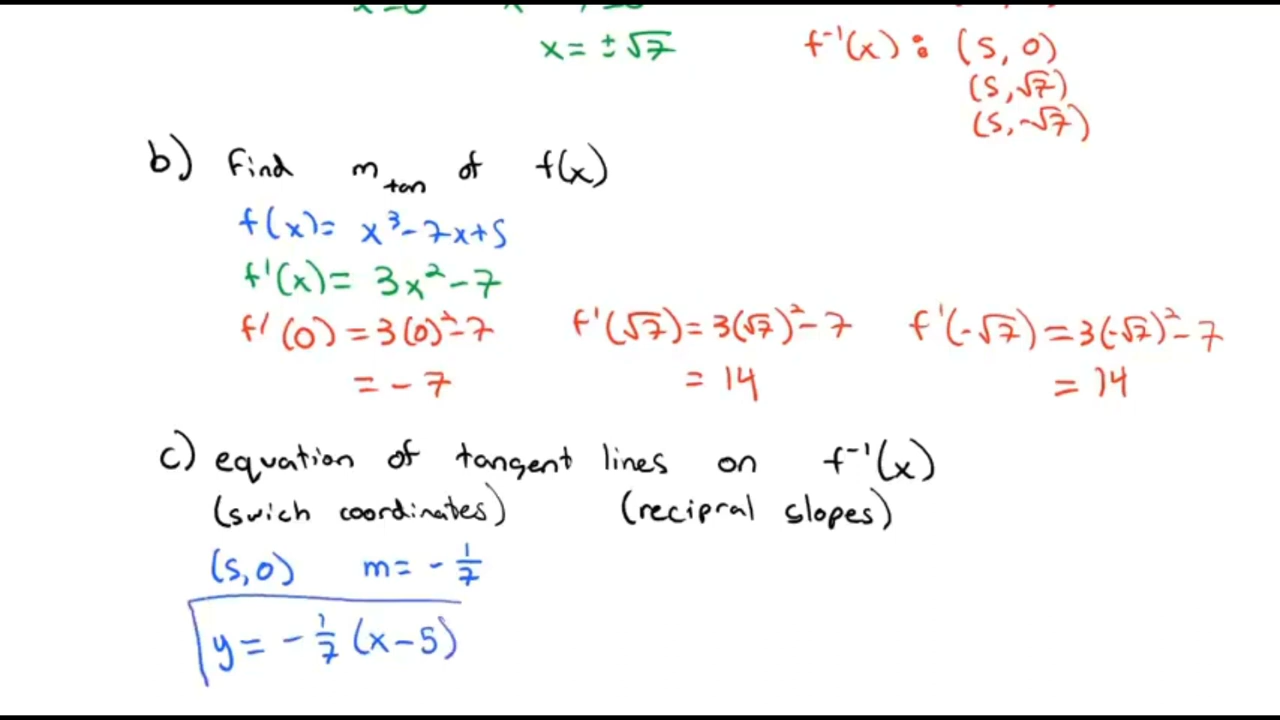 x = ±√7
f⁻¹(x) : (5, 0)
(5, √7)
(5, -√7)
b) Find m_tan of f(x)
f(x) = x³ - 7x + 5
f'(x) = 3x² - 7
f'(0) = 3(0)² - 7 f'(√7) = 3(√7)² - 7 f'(-√7) = 3(-√7)² - 7
= -7 = 14 = 14
c) equation of tangent lines on f⁻¹(x)
(swich coordinates) (recipral slopes)
(5, 0) m = -1/7
y = -1/7 (x - 5)